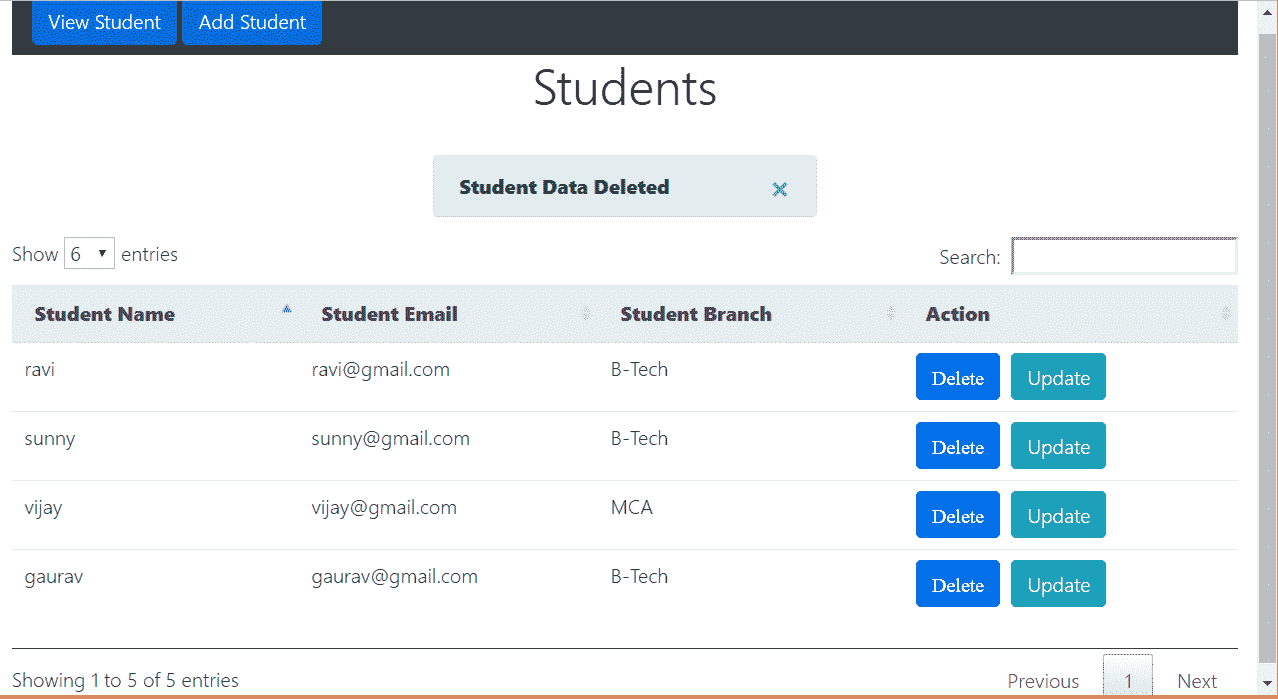 View Student Add Student
Students
Student Data Deleted ×
Show 6 entries Search:
Student Name Student Email Student Branch Action
ravi ravi@gmail.com B-Tech Delete Update
sunny sunny@gmail.com B-Tech Delete Update
vijay vijay@gmail.com MCA Delete Update
gaurav gaurav@gmail.com B-Tech Delete Update
Showing 1 to 5 of 5 entries Previous 1 Next